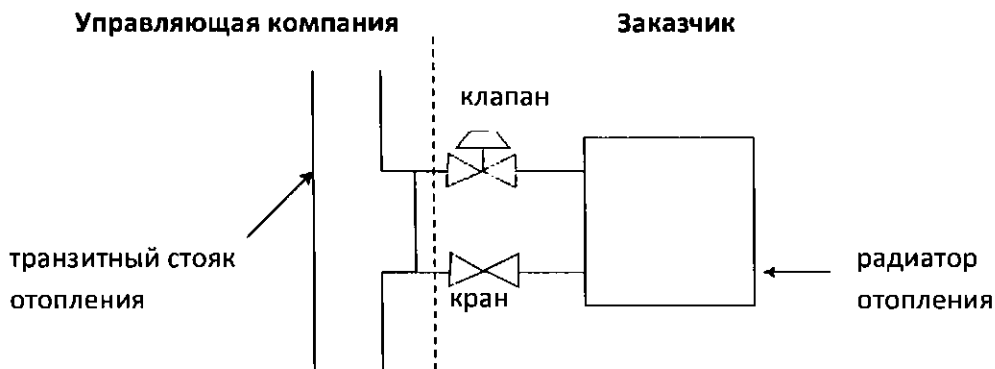 Управляющая компания
Заказчик
клапан
транзитный стояк
отопления
кран
радиатор
отопления